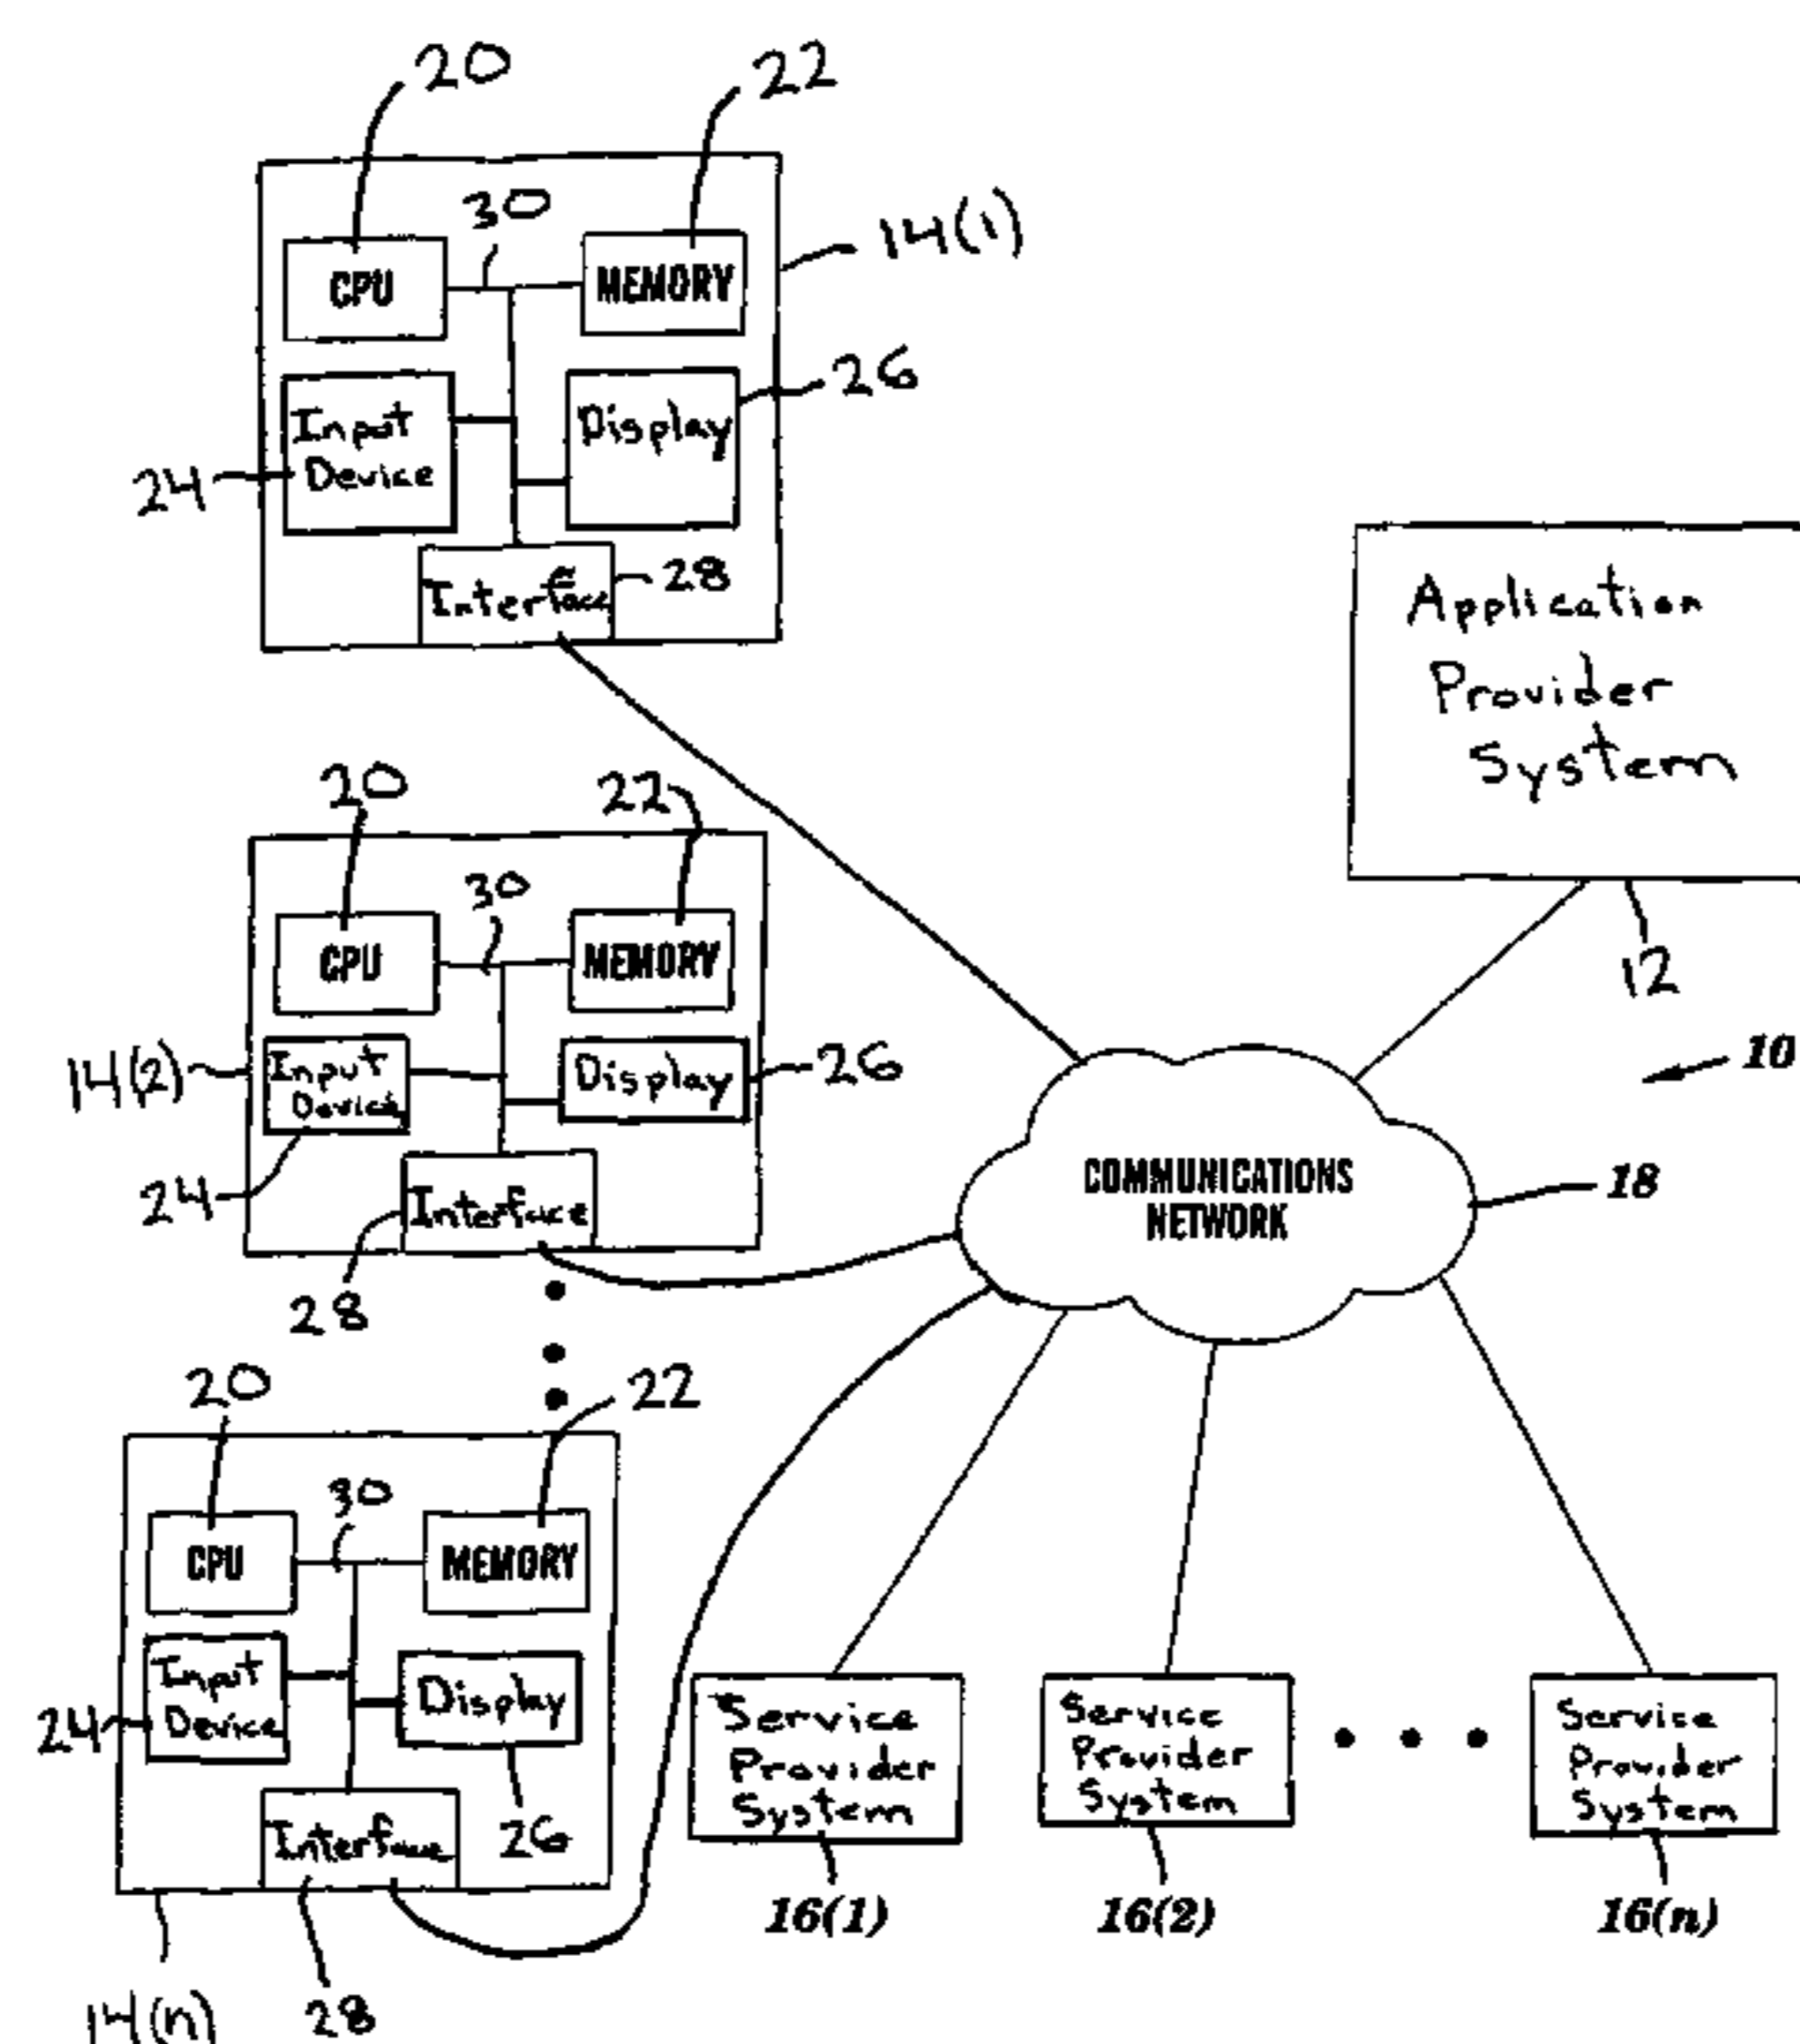 20
22
30
14(1)
CPU
MEMORY
26
Input
Device
Display
24
Interface
28
Application
Provider
System
12
20
22
30
CPU
MEMORY
14(2)
Input
Device
Display
26
24
Interface
28
10
COMMUNICATIONS
NETWORK
18
20
22
30
CPU
MEMORY
Input
Device
Display
24
Interface
26
14(n)
28
Service
Provider
System
16(1)
Service
Provider
System
16(2)
Service
Provider
System
16(n)